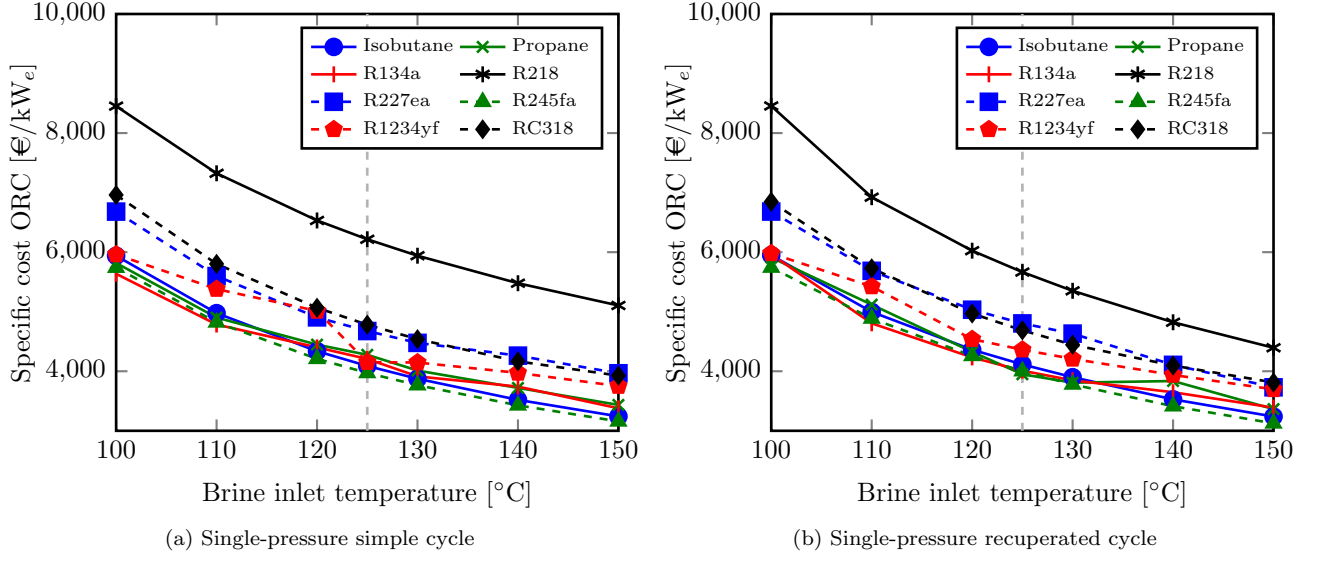 10,000
8,000
6,000
4,000
100 110 120 130 140 150
Specific cost ORC [€/kWe]
Brine inlet temperature [°C]
Isobutane Propane
R134a R218
R227ea R245fa
R1234yf RC318
(a) Single-pressure simple cycle
10,000
8,000
6,000
4,000
100 110 120 130 140 150
Specific cost ORC [€/kWe]
Brine inlet temperature [°C]
Isobutane Propane
R134a R218
R227ea R245fa
R1234yf RC318
(b) Single-pressure recuperated cycle